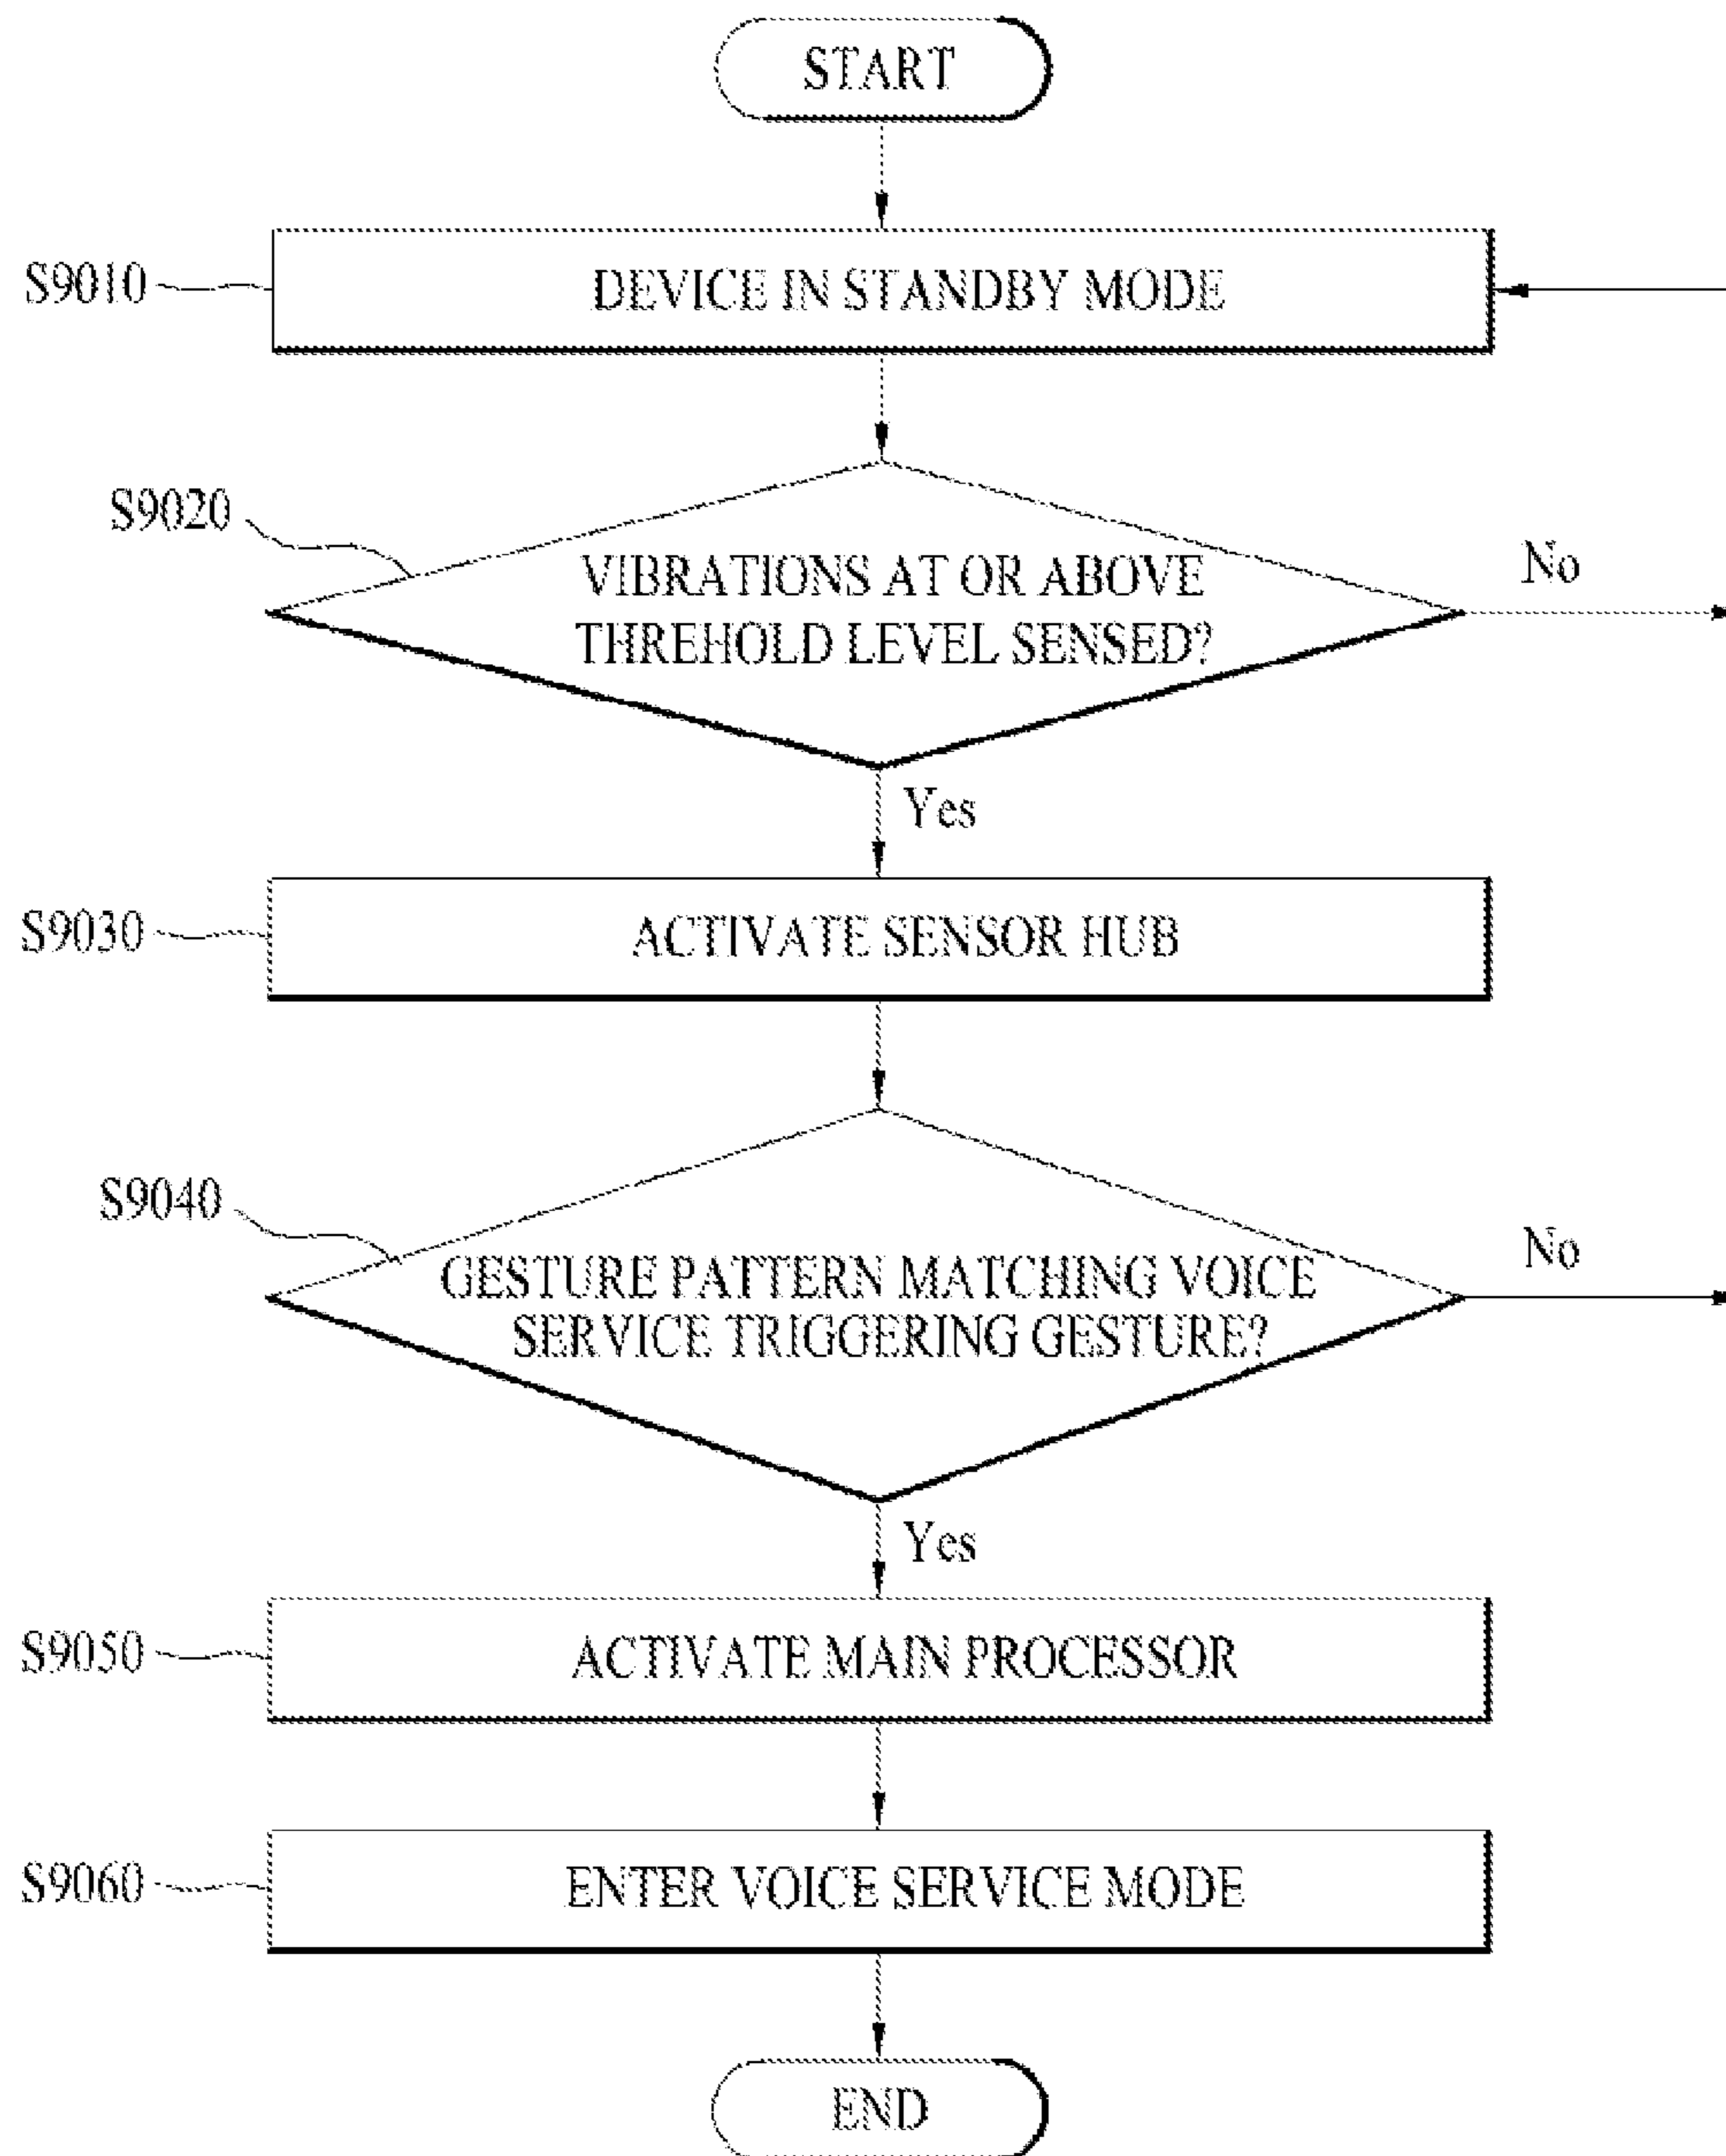 START
S9010
DEVICE IN STANDBY MODE
S9020
VIBRATIONS AT OR ABOVE
THREHOLD LEVEL SENSED?
No
Yes
S9030
ACTIVATE SENSOR HUB
S9040
GESTURE PATTERN MATCHING VOICE
SERVICE TRIGGERING GESTURE?
No
Yes
S9050
ACTIVATE MAIN PROCESSOR
S9060
ENTER VOICE SERVICE MODE
END